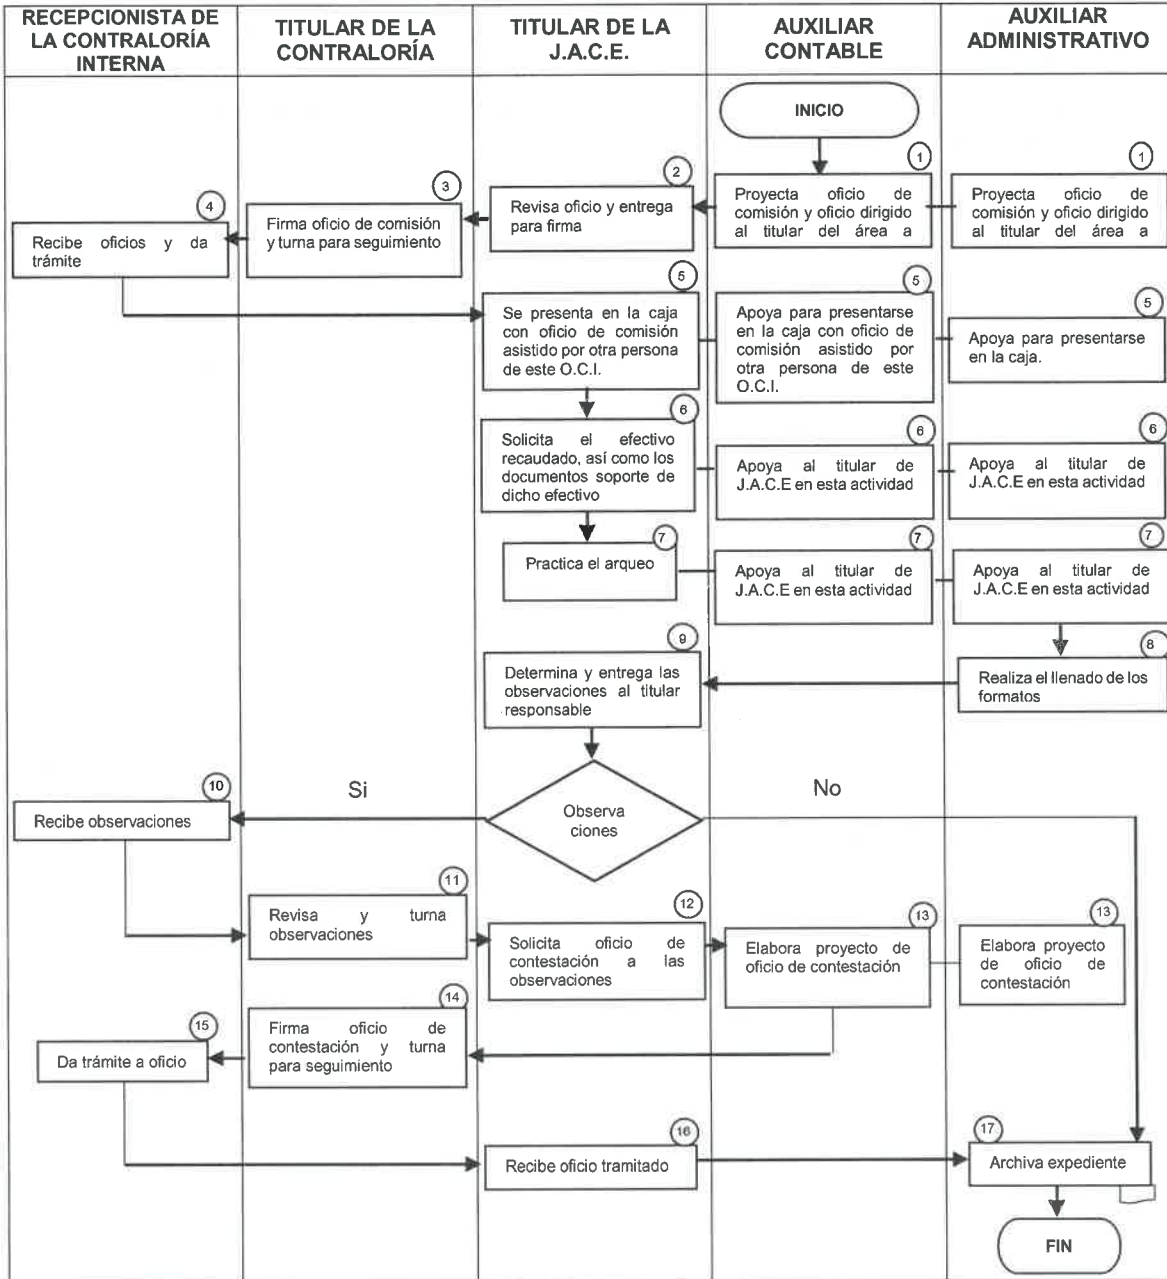 RECEPCIONISTA DE
LA CONTRALORÍA
INTERNA
TITULAR DE LA
CONTRALORÍA
TITULAR DE LA
J.A.C.E.
AUXILIAR
CONTABLE
AUXILIAR
ADMINISTRATIVO
INICIO
1
Proyecta oficio de
comisión y oficio dirigido
al titular del área a
1
Proyecta oficio de
comisión y oficio dirigido
al titular del área a
2
Revisa oficio y entrega
para firma
3
Firma oficio de comisión
y turna para seguimiento
4
Recibe oficios y da
trámite
5
Se presenta en la caja
con oficio de comisión
asistido por otra persona
de este O.C.I.
5
Apoya para presentarse
en la caja con oficio de
comisión asistido por
otra persona de este
O.C.I.
5
Apoya para presentarse
en la caja.
6
Solicita el efectivo
recaudado, así como los
documentos soporte de
dicho efectivo
6
Apoya al titular de
J.A.C.E en esta actividad
6
Apoya al titular de
J.A.C.E en esta actividad
7
Practica el arqueo
7
Apoya al titular de
J.A.C.E en esta actividad
7
Apoya al titular de
J.A.C.E en esta actividad
8
Realiza el llenado de los
formatos
9
Determina y entrega las
observaciones al titular
responsable
Observa
ciones
Si
No
10
Recibe observaciones
11
Revisa y turna
observaciones
12
Solicita oficio de
contestación a las
observaciones
13
Elabora proyecto de
oficio de contestación
13
Elabora proyecto
de oficio de
contestación
14
Firma oficio de
contestación y turna
para seguimiento
15
Da trámite a oficio
16
Recibe oficio tramitado
17
Archiva expediente
FIN